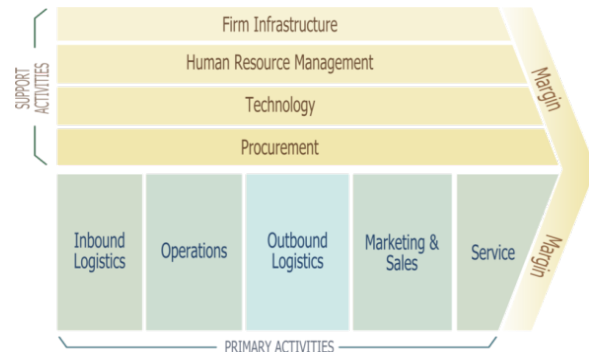 Firm Infrastructure
Human Resource Management
Technology
Procurement
SUPPORT
ACTIVITIES
Margin
Inbound
Logistics
Operations
Outbound
Logistics
Marketing &
Sales
Service
Margin
PRIMARY ACTIVITIES